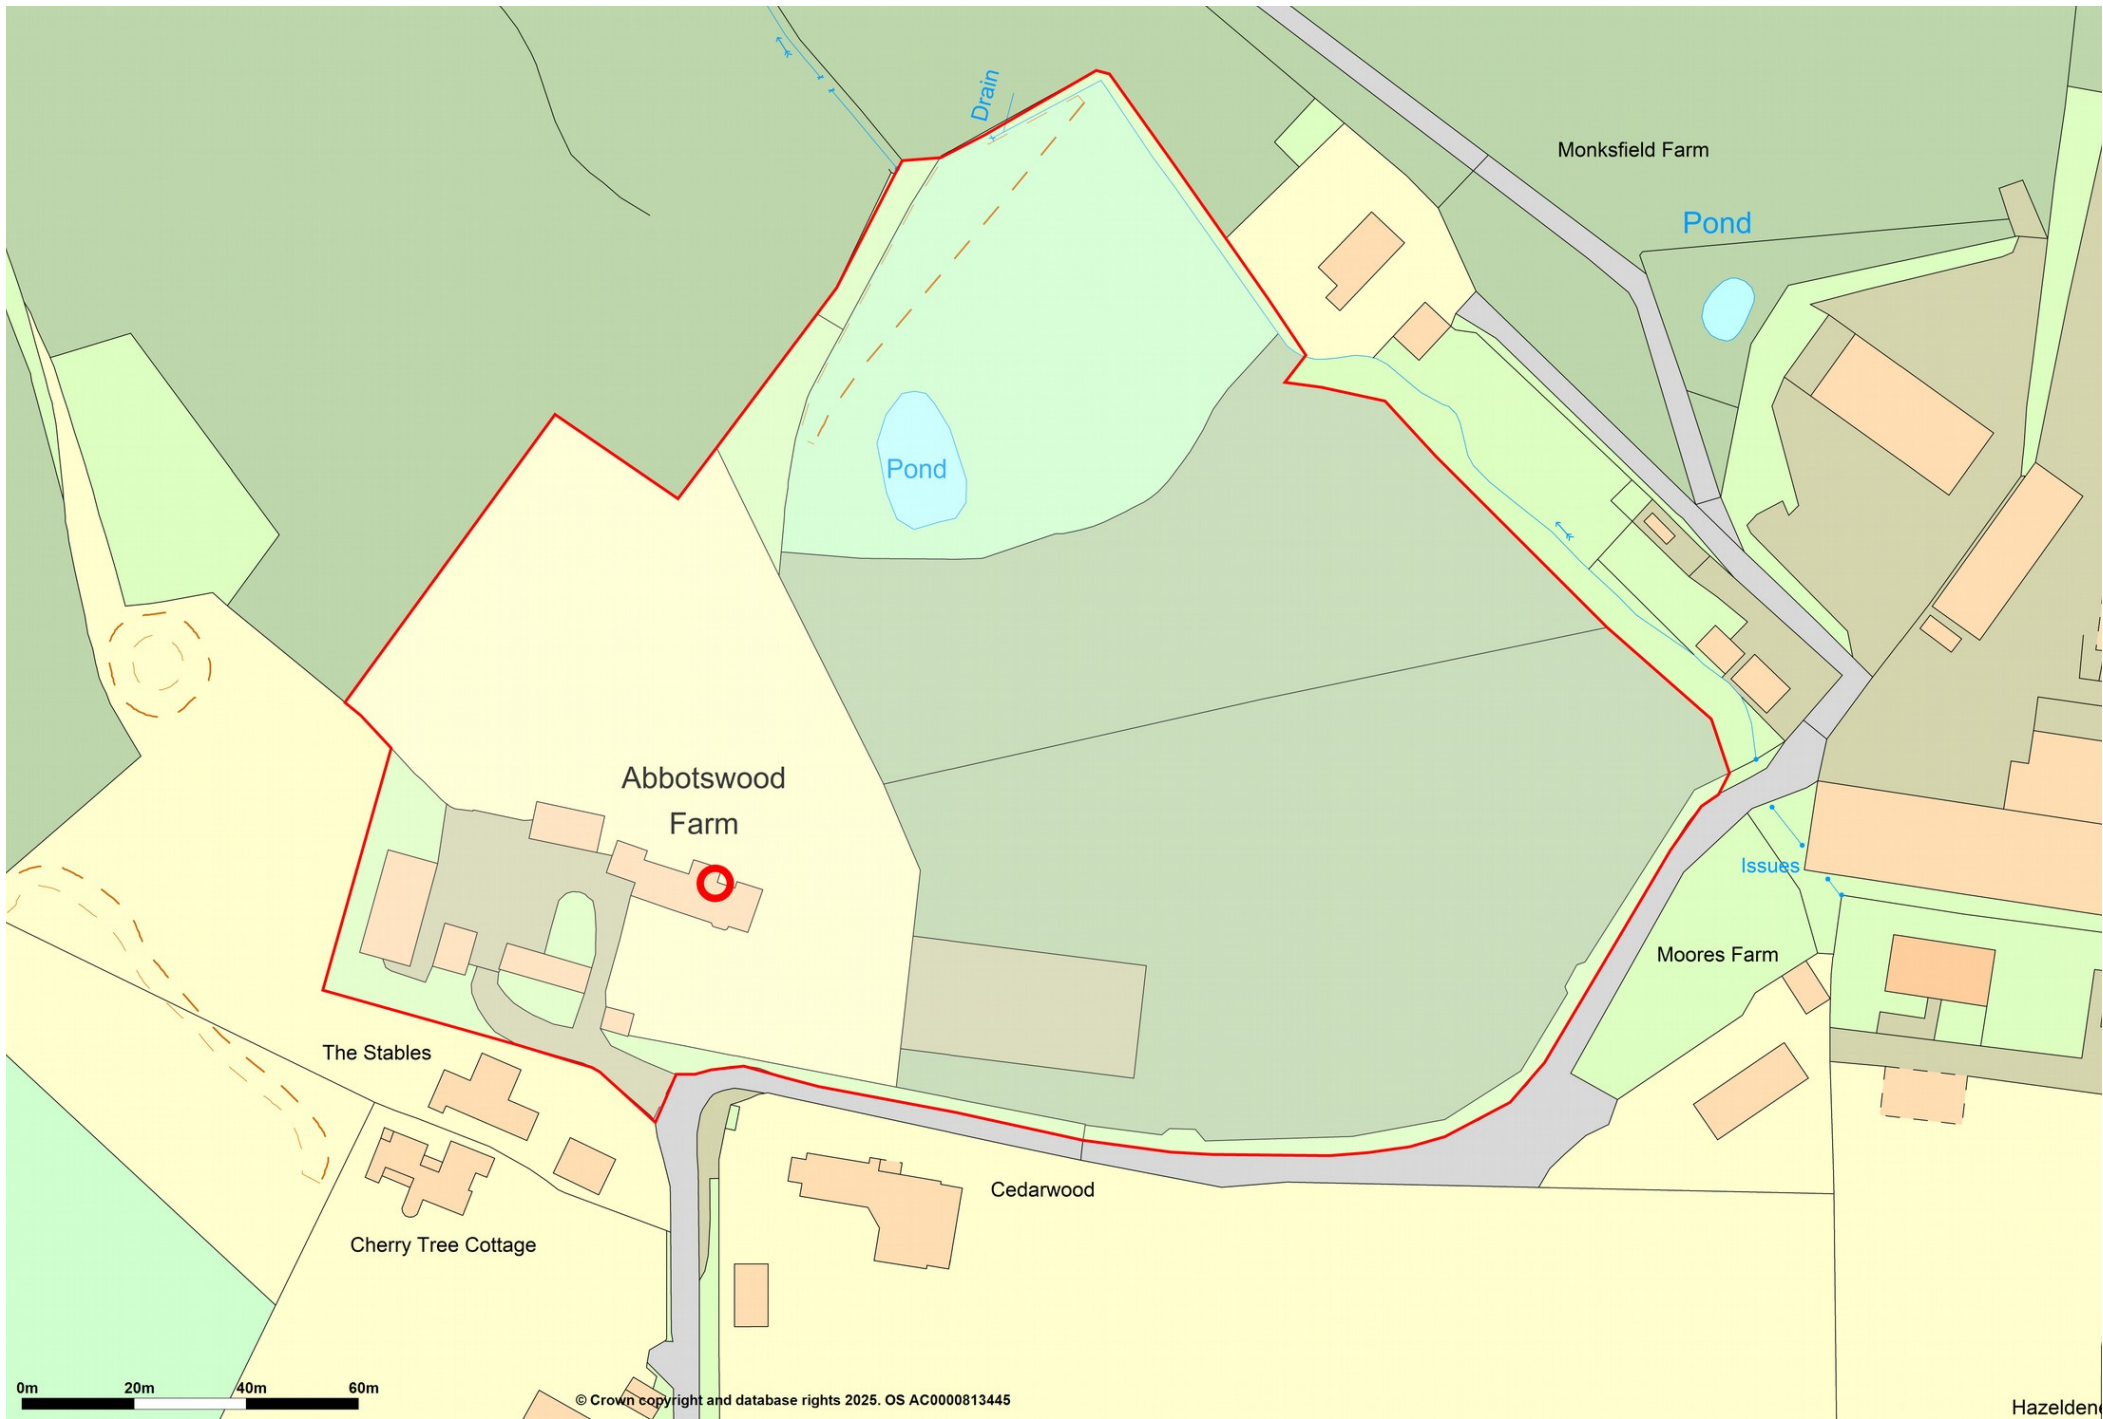 Drain
Monksfield Farm
Pond
Pond
Abbotswood
Farm
Issues
Moores Farm
The Stables
Cedarwood
Cherry Tree Cottage
0m 20m 40m 60m
© Crown copyright and database rights 2025. OS AC0000813445
Hazeldene